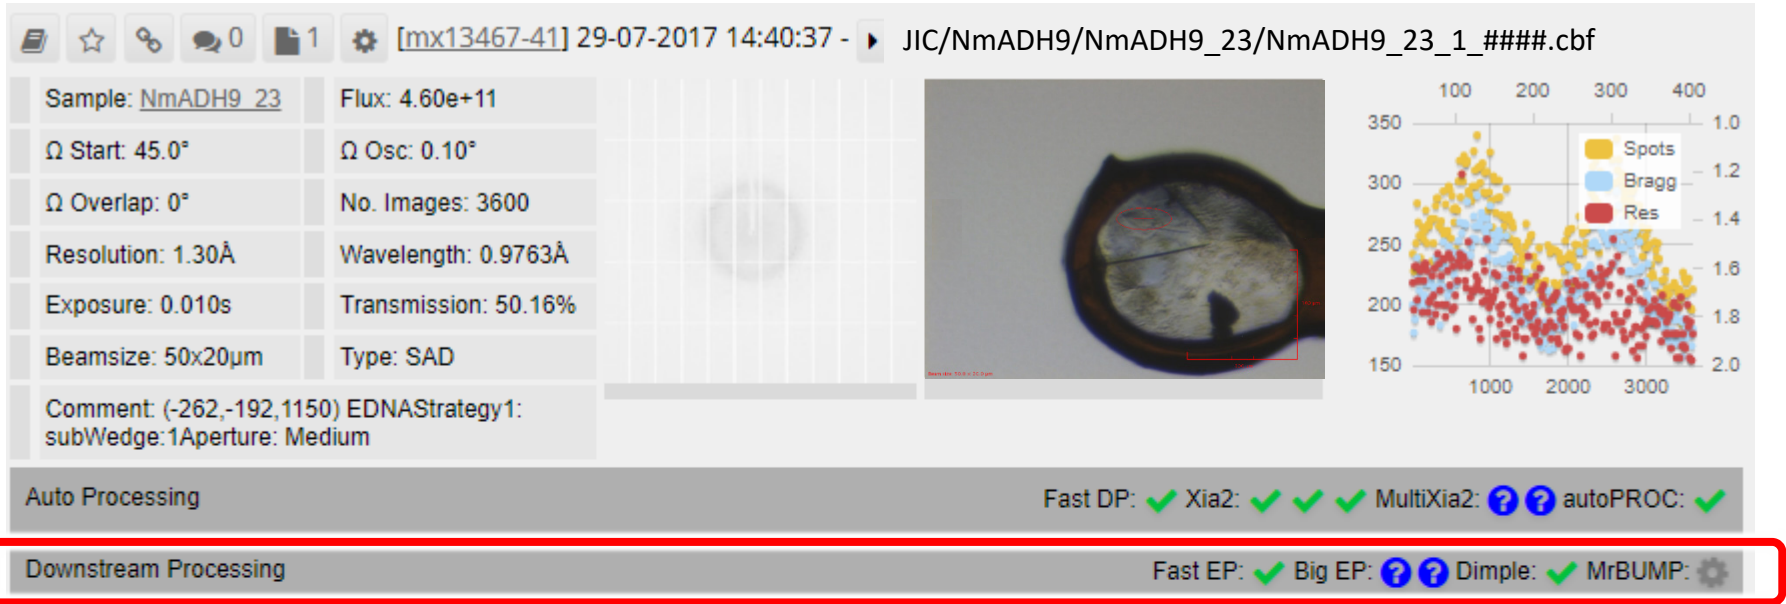 0 1 [mx13467-41] 29-07-2017 14:40:37 - JIC/NmADH9/NmADH9_23/NmADH9_23_1_####.cbf
Sample: NmADH9_23 Flux: 4.60e+11
Ω Start: 45.0° Ω Osc: 0.10°
Ω Overlap: 0° No. Images: 3600
Resolution: 1.30Å Wavelength: 0.9763Å
Exposure: 0.010s Transmission: 50.16%
Beamsize: 50x20µm Type: SAD
Comment: (-262,-192,1150) EDNAStrategy1:
subWedge:1Aperture: Medium
100 200 300 400
350 1.0
Spots
1.2
300 Bragg
Res 1.4
250
1.6
200
1.8
150 2.0
1000 2000 3000
Auto Processing Fast DP: Xia2: MultiXia2: ? ? autoPROC:
Downstream Processing Fast EP: Big EP: ? ? Dimple: MrBUMP: